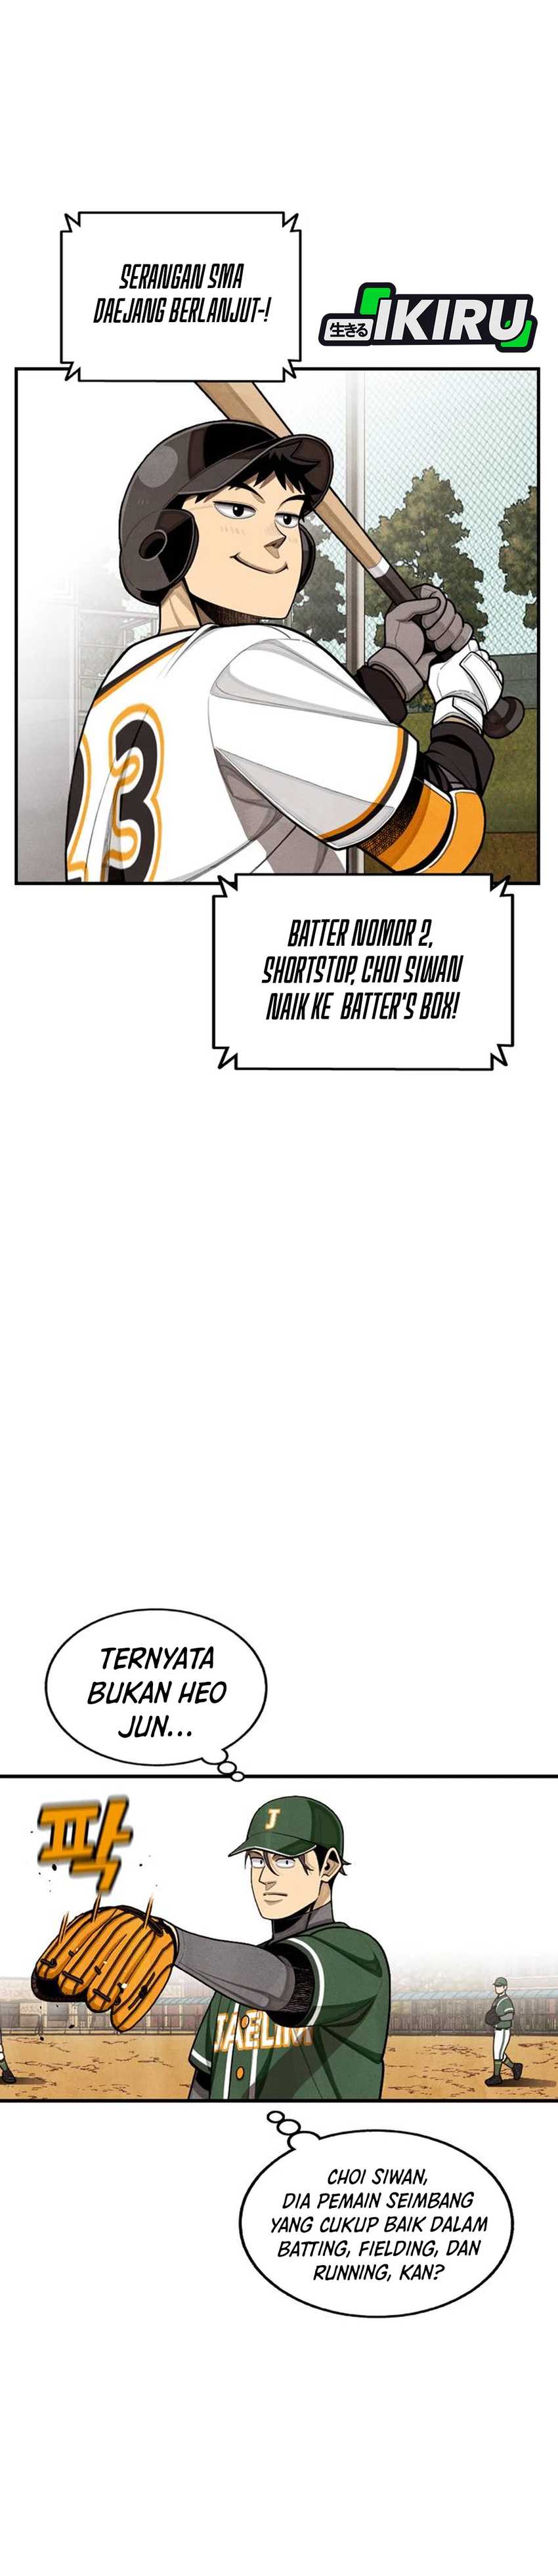 SERANGAN SMA
DAEJANG BERLANJUT-!
生きる IKIRU
3
BATTER NOMOR 2,
SHORTSTOP, CHOI SIWAN
NAIK KE BATTER'S BOX!
TERNYATA
BUKAN HEO
JUN...
팍
J
JAELIM
CHOI SIWAN,
DIA PEMAIN SEIMBANG
YANG CUKUP BAIK DALAM
BATTING, FIELDING, DAN
RUNNING, KAN?